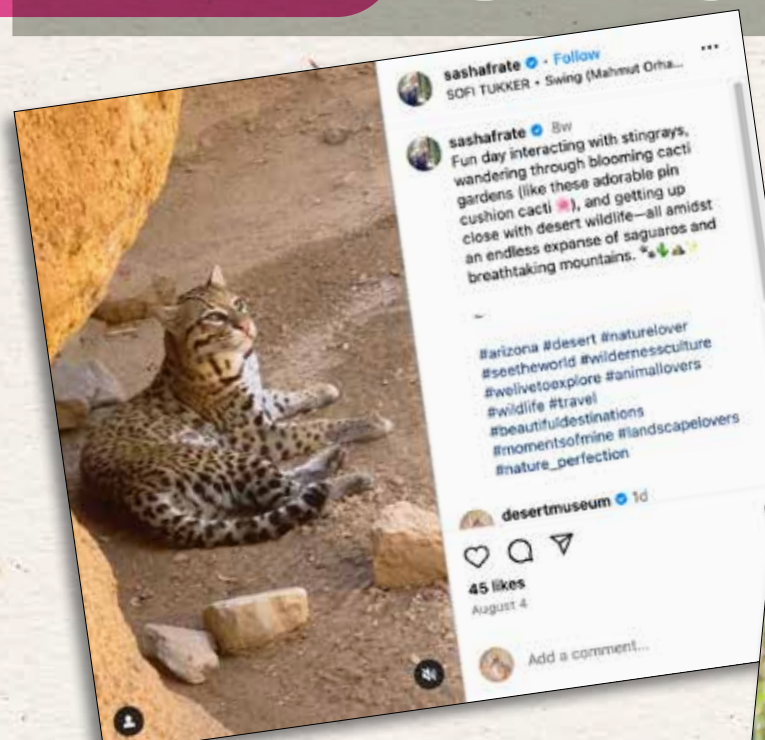 sashafrate • Follow
SOFI TUKKER • Swing (Mahmut Orha...
sashafrate 8w
Fun day interacting with stingrays,
wandering through blooming cacti
gardens (like these adorable pin
cushion cacti 🌸), and getting up
close with desert wildlife—all amidst
an endless expanse of saguaros and
breathtaking mountains. 🐾🌵⛰️✨
~
#arizona #desert #naturelover
#seetheworld #wildernessculture
#welivetoexplore #animallovers
#wildlife #travel
#beautifuldestinations
#momentsofmine #landscapelovers
#nature_perfection
desertmuseum 1d
45 likes
August 4
Add a comment...